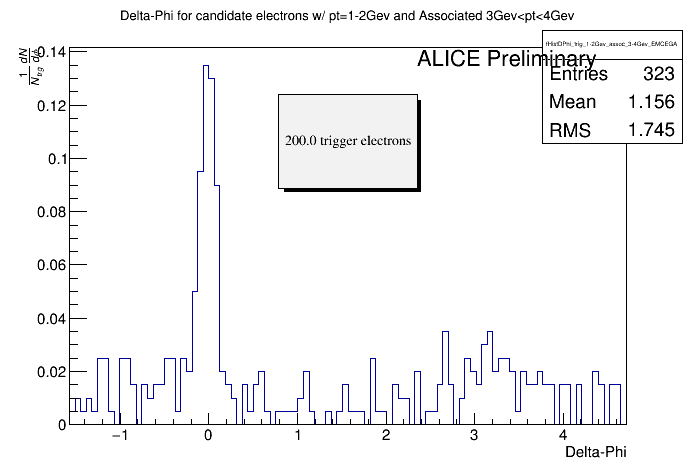 Delta-Phi for candidate electrons w/ pt=1-2Gev and Associated 3Gev<pt<4Gev
ALICE Preliminary
fHistDPhi_trig_1-2Gev_assoc_3-4Gev_EMCEGA
Entries 323
Mean 1.156
RMS 1.745
200.0 trigger electrons
0.14
0.12
0.1
0.08
0.06
0.04
0.02
0
−1 0 1 2 3 4
Delta-Phi